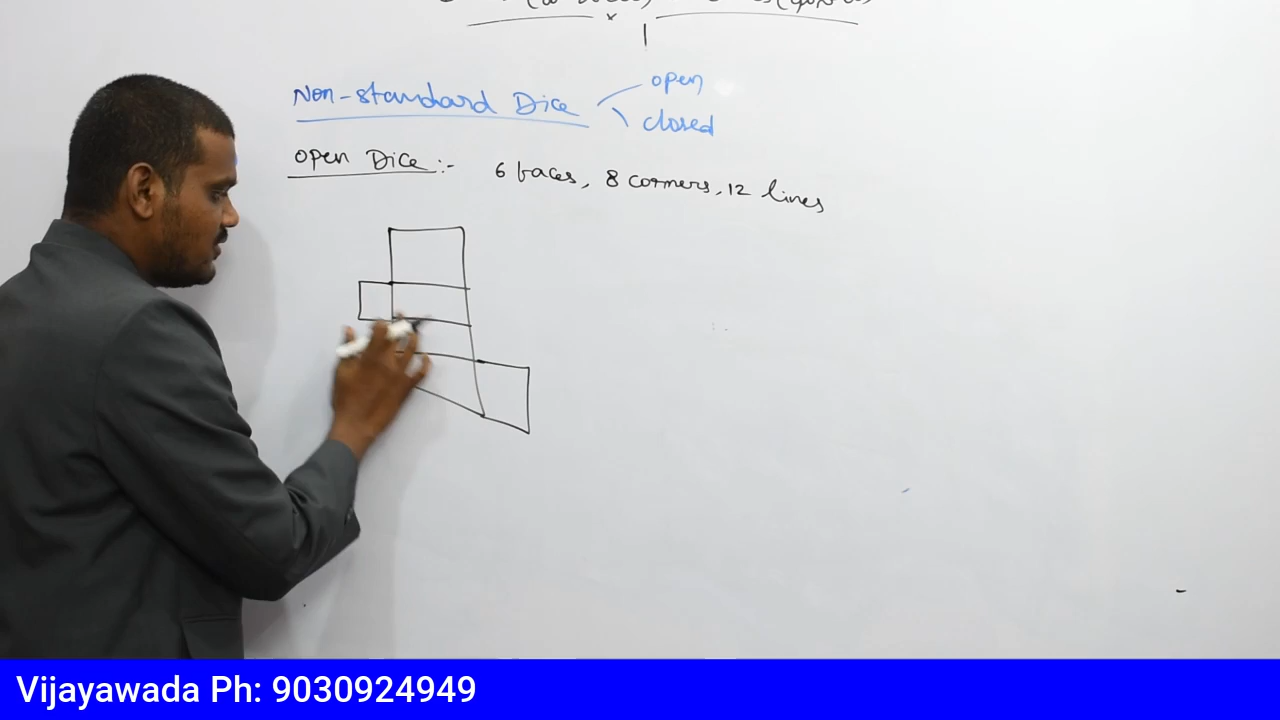 Non-standard Dice
open
closed
open Dice :- 6 faces, 8 corners, 12 lines
Vijayawada Ph: 9030924949